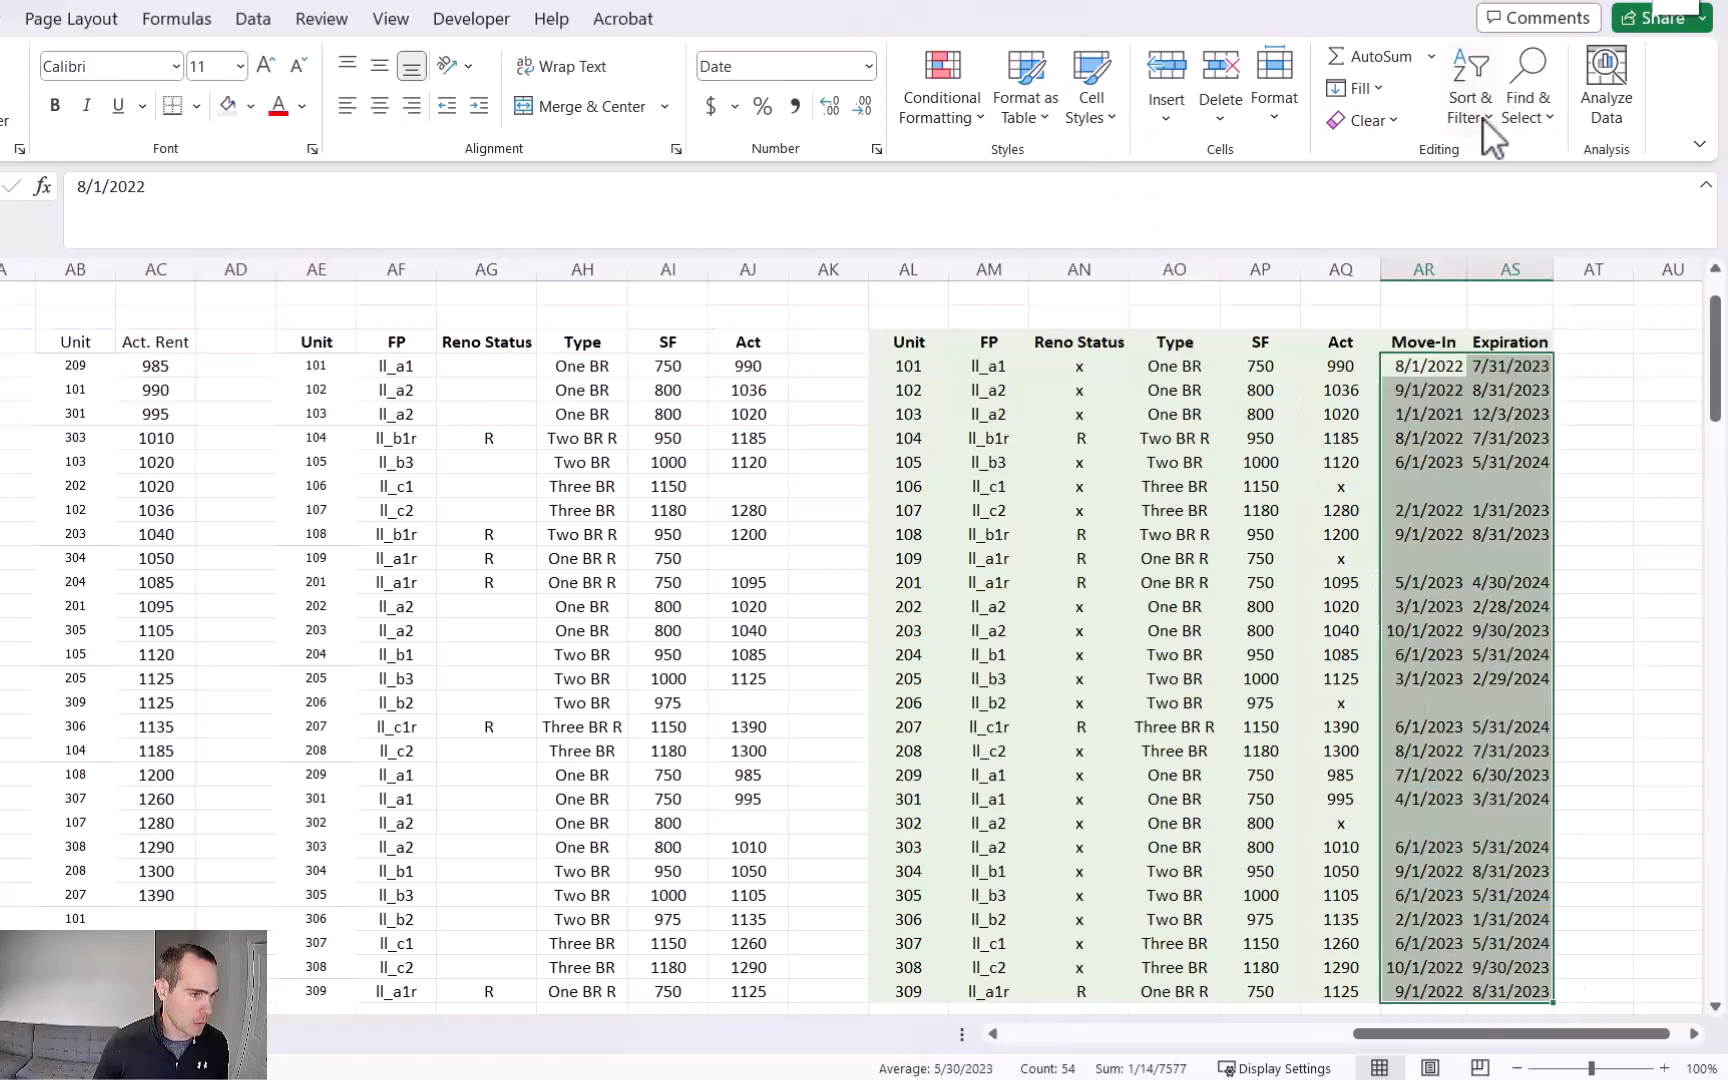 Page Layout Formulas Data Review View Developer Help Acrobat Comments Share
Calibri 11 Wrap Text Date AutoSum
B I U Merge & Center $ % , Conditional Formatting Format as Table Cell Styles Insert Delete Format Fill Clear Sort & Filter Find & Select Analyze Data
Font Alignment Number Styles Cells Editing Analysis
fx 8/1/2022
AB AC AD AE AF AG AH AI AJ AK AL AM AN AO AP AQ AR AS AT AU
Unit Act. Rent Unit FP Reno Status Type SF Act Unit FP Reno Status Type SF Act Move-In Expiration
209 985 101 ll_a1 One BR 750 990 101 ll_a1 x One BR 750 990 8/1/2022 7/31/2023
101 990 102 ll_a2 One BR 800 1036 102 ll_a2 x One BR 800 1036 9/1/2022 8/31/2023
301 995 103 ll_a2 One BR 800 1020 103 ll_a2 x One BR 800 1020 1/1/2021 12/3/2023
303 1010 104 ll_b1r R Two BR R 950 1185 104 ll_b1r R Two BR R 950 1185 8/1/2022 7/31/2023
103 1020 105 ll_b3 Two BR 1000 1120 105 ll_b3 x Two BR 1000 1120 6/1/2023 5/31/2024
202 1020 106 ll_c1 Three BR 1150 106 ll_c1 x Three BR 1150 x
102 1036 107 ll_c2 Three BR 1180 1280 107 ll_c2 x Three BR 1180 1280 2/1/2022 1/31/2023
203 1040 108 ll_b1r R Two BR R 950 1200 108 ll_b1r R Two BR R 950 1200 9/1/2022 8/31/2023
304 1050 109 ll_a1r R One BR R 750 109 ll_a1r R One BR R 750 x
204 1085 201 ll_a1r R One BR R 750 1095 201 ll_a1r R One BR R 750 1095 5/1/2023 4/30/2024
201 1095 202 ll_a2 One BR 800 1020 202 ll_a2 x One BR 800 1020 3/1/2023 2/28/2024
305 1105 203 ll_a2 One BR 800 1040 203 ll_a2 x One BR 800 1040 10/1/2022 9/30/2023
105 1120 204 ll_b1 Two BR 950 1085 204 ll_b1 x Two BR 950 1085 6/1/2023 5/31/2024
205 1125 205 ll_b3 Two BR 1000 1125 205 ll_b3 x Two BR 1000 1125 3/1/2023 2/29/2024
309 1125 206 ll_b2 Two BR 975 206 ll_b2 x Two BR 975 x
306 1135 207 ll_c1r R Three BR R 1150 1390 207 ll_c1r R Three BR R 1150 1390 6/1/2023 5/31/2024
104 1185 208 ll_c2 Three BR 1180 1300 208 ll_c2 x Three BR 1180 1300 8/1/2022 7/31/2023
108 1200 209 ll_a1 One BR 750 985 209 ll_a1 x One BR 750 985 7/1/2022 6/30/2023
307 1260 301 ll_a1 One BR 750 995 301 ll_a1 x One BR 750 995 4/1/2023 3/31/2024
107 1280 302 ll_a2 One BR 800 302 ll_a2 x One BR 800 x
308 1290 303 ll_a2 One BR 800 1010 303 ll_a2 x One BR 800 1010 6/1/2023 5/31/2024
208 1300 304 ll_b1 Two BR 950 1050 304 ll_b1 x Two BR 950 1050 9/1/2022 8/31/2023
207 1390 305 ll_b3 Two BR 1000 1105 305 ll_b3 x Two BR 1000 1105 6/1/2023 5/31/2024
101 306 ll_b2 Two BR 975 1135 306 ll_b2 x Two BR 975 1135 2/1/2023 1/31/2024
307 ll_c1 Three BR 1150 1260 307 ll_c1 x Three BR 1150 1260 6/1/2023 5/31/2024
308 ll_c2 Three BR 1180 1290 308 ll_c2 x Three BR 1180 1290 10/1/2022 9/30/2023
309 ll_a1r R One BR R 750 1125 309 ll_a1r R One BR R 750 1125 9/1/2022 8/31/2023
Average: 5/30/2023 Count: 54 Sum: 1/14/7577 Display Settings 100%